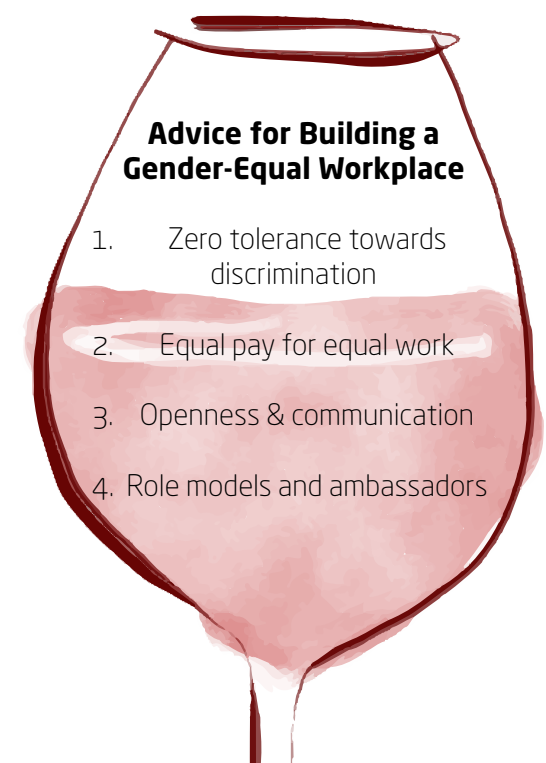 Advice for Building a
Gender-Equal Workplace
1. Zero tolerance towards
discrimination
2. Equal pay for equal work
3. Openness & communication
4. Role models and ambassadors